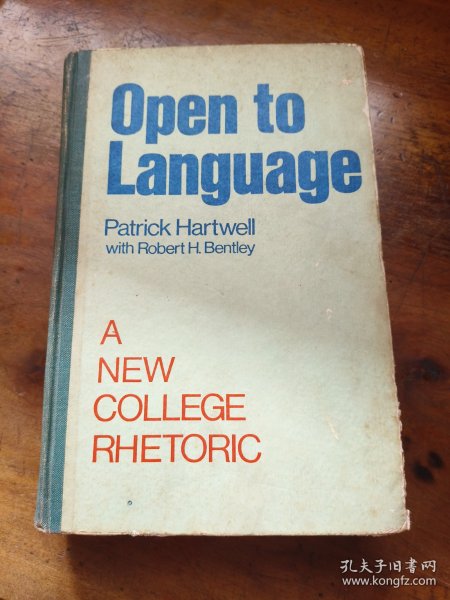 Open to
Language
Patrick Hartwell
with Robert H. Bentley
A
NEW
COLLEGE
RHETORIC
孔夫子旧书网
www.kongfz.com